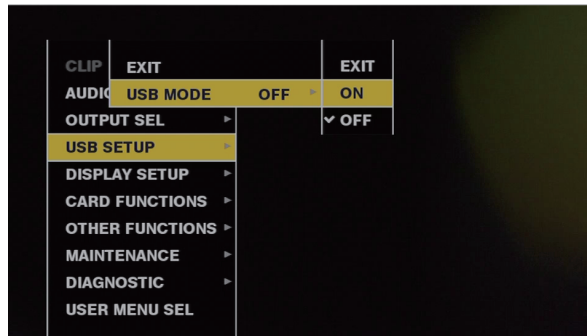 CLIP EXIT EXIT
AUDIO USB MODE OFF ON
OUTPUT SEL OFF
USB SETUP
DISPLAY SETUP
CARD FUNCTIONS
OTHER FUNCTIONS
MAINTENANCE
DIAGNOSTIC
USER MENU SEL